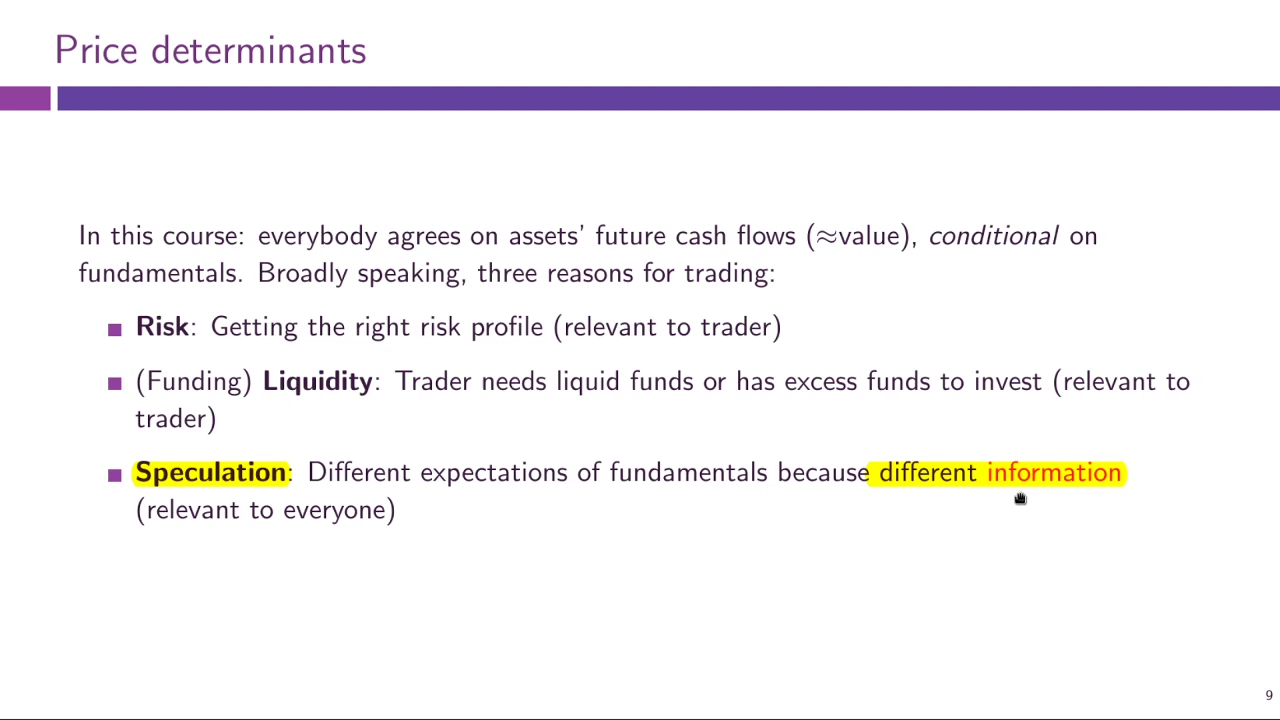 Price determinants
In this course: everybody agrees on assets' future cash flows (≈value), conditional on
fundamentals. Broadly speaking, three reasons for trading:
Risk: Getting the right risk profile (relevant to trader)
(Funding) Liquidity: Trader needs liquid funds or has excess funds to invest (relevant to
trader)
Speculation: Different expectations of fundamentals because different information
(relevant to everyone)
9